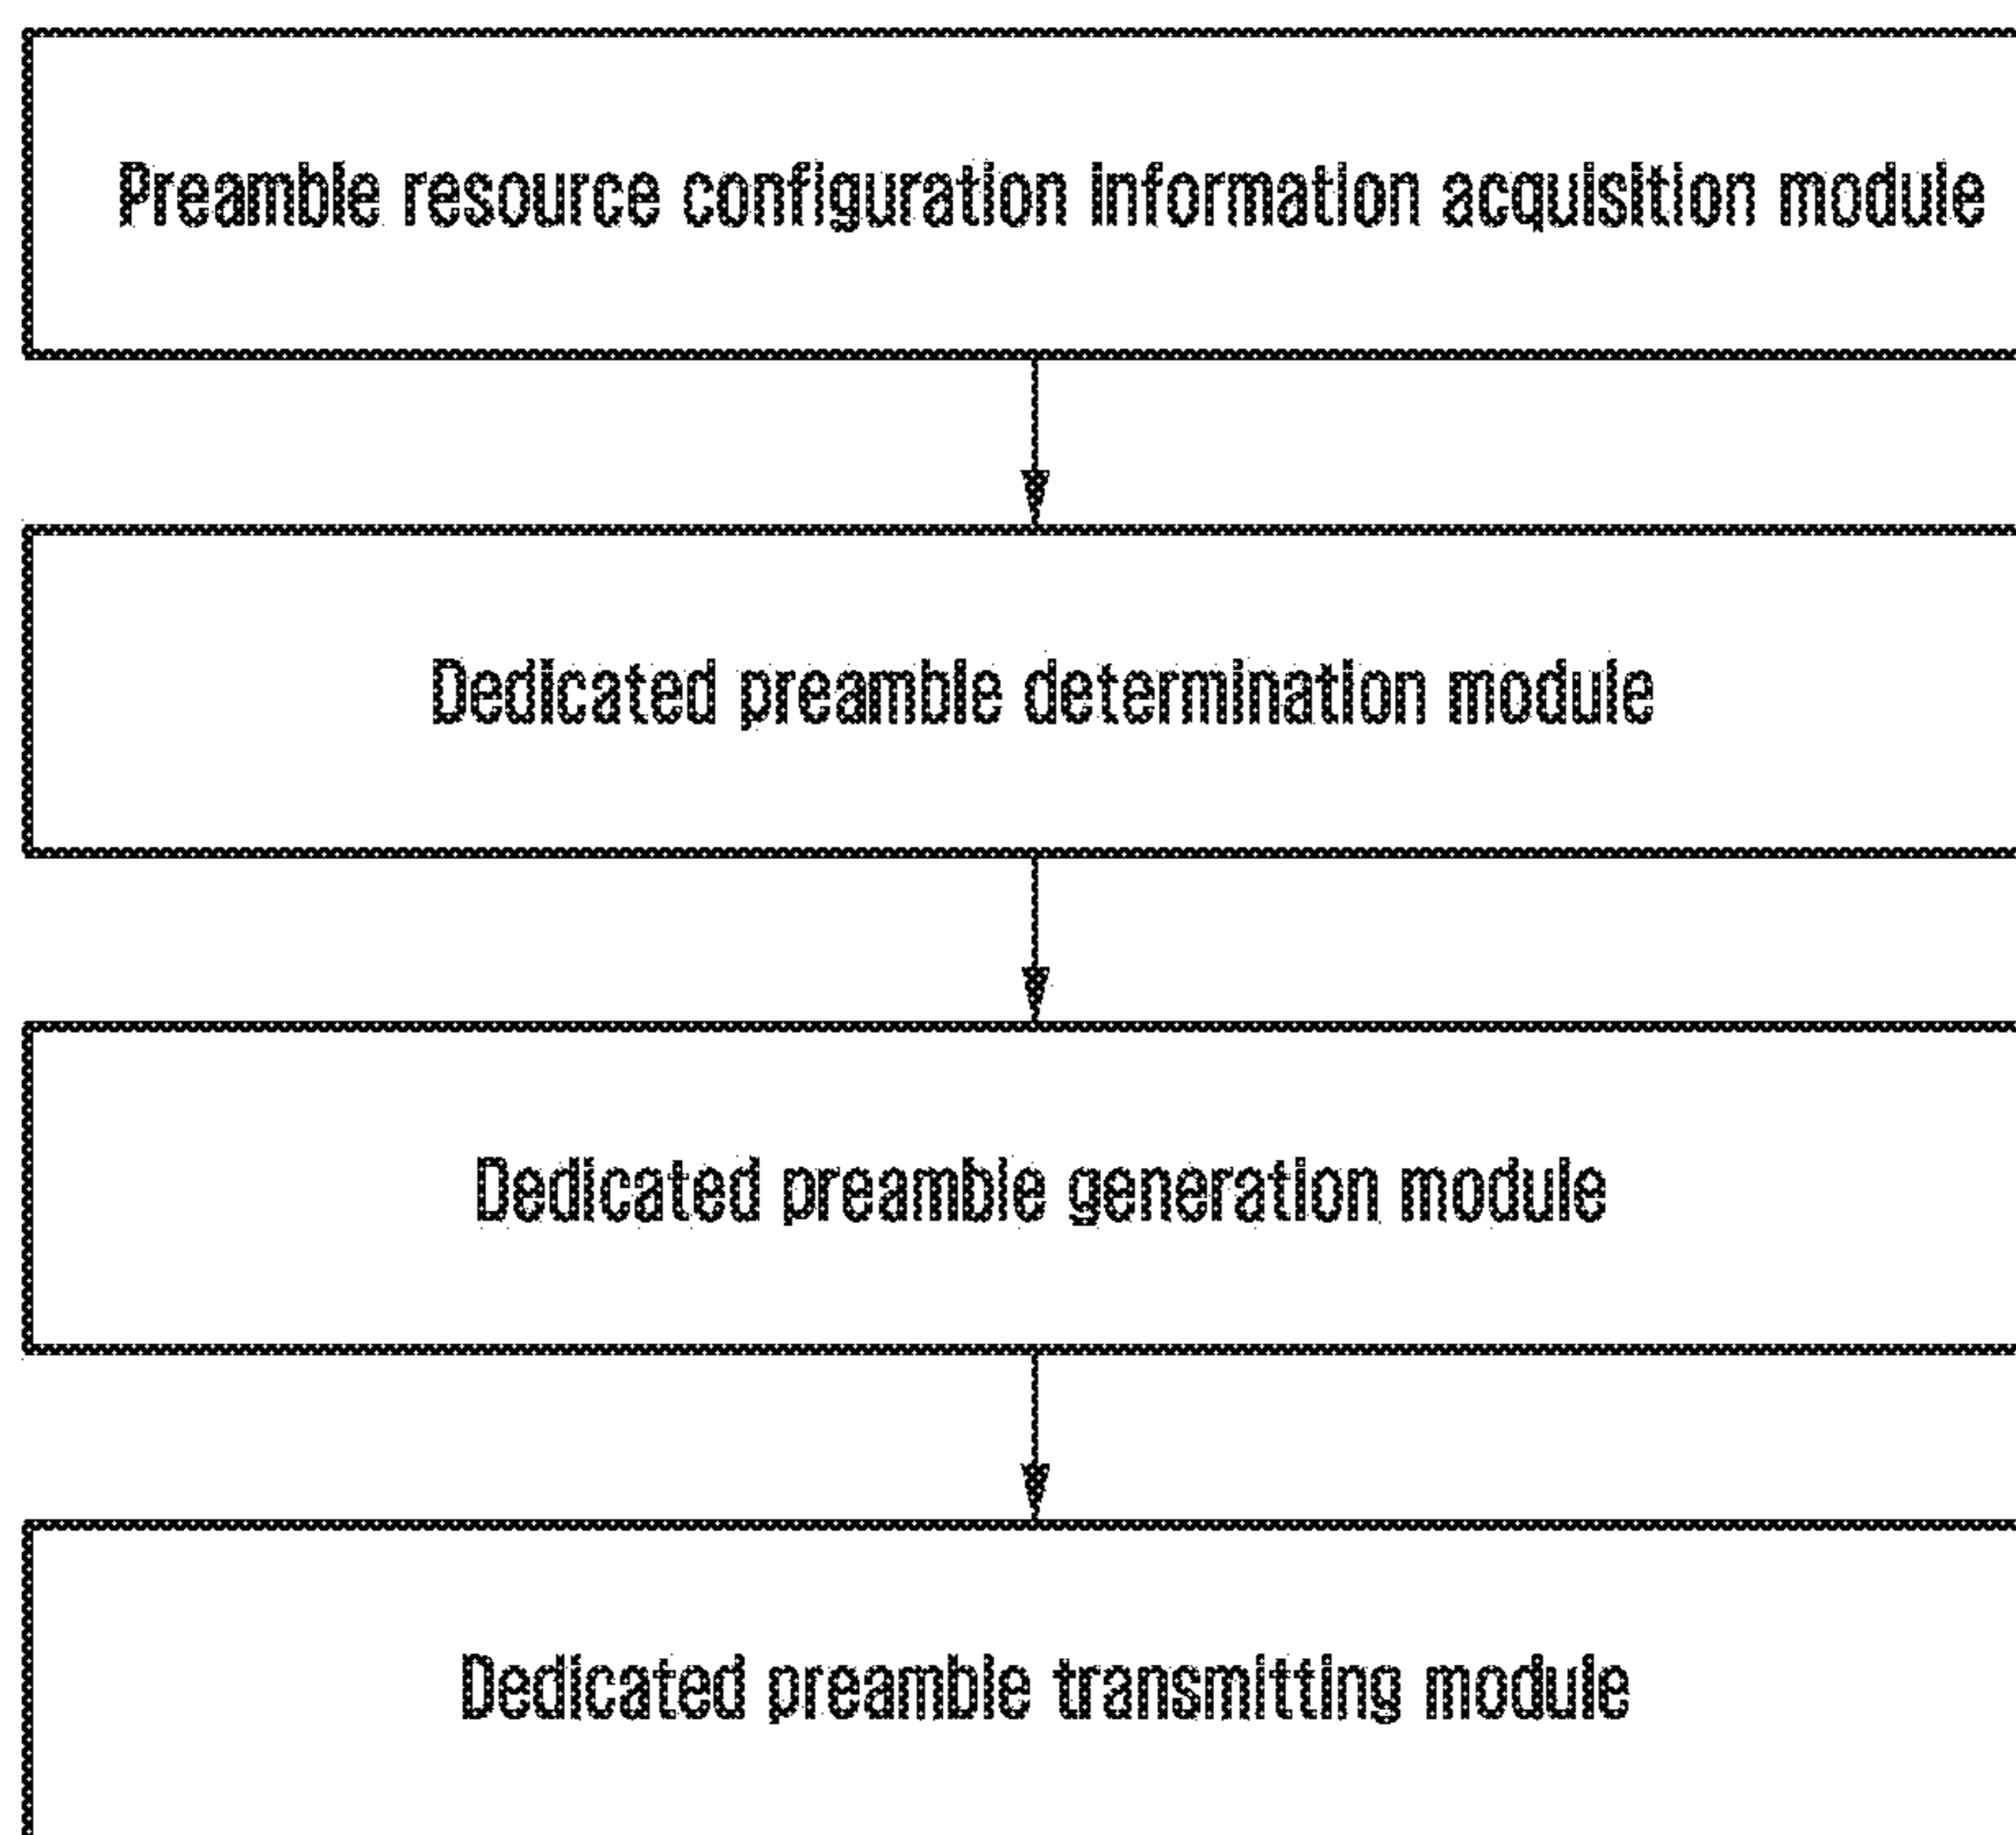 Preamble resource configuration information acquisition module
Dedicated preamble determination module
Dedicated preamble generation module
Dedicated preamble transmitting module